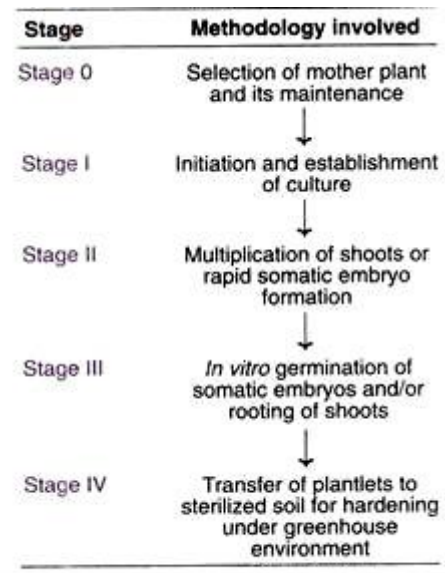 Stage Methodology involved
Stage 0 Selection of mother plant
and its maintenance
Stage I Initiation and establishment
of culture
Stage II Multiplication of shoots or
rapid somatic embryo
formation
Stage III In vitro germination of
somatic embryos and/or
rooting of shoots
Stage IV Transfer of plantlets to
sterilized soil for hardening
under greenhouse
environment